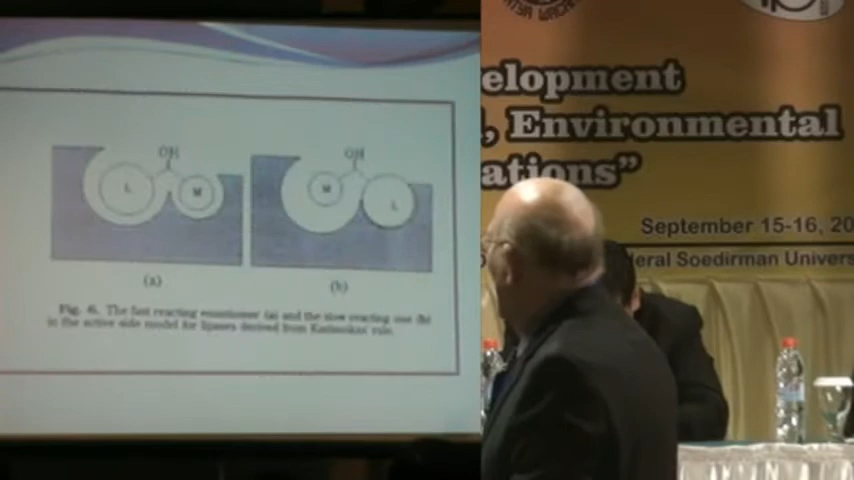 OH
OH
L
M
M
L
(a)
(b)
Fig. 6. The fast reacting enantiomer (a) and the slow reacting one (b)
in the active side model for lipases derived from Kazlauskas rule.
elopment
, Environmental
ations”
September 15-16, 20
eral Soedirman Univers